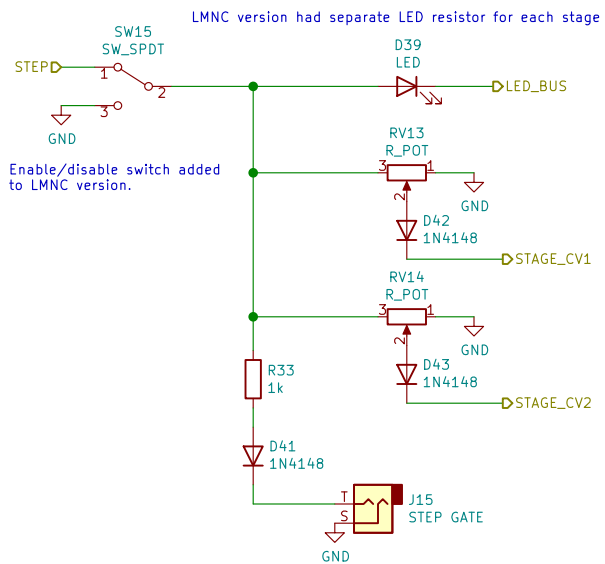 LMNC version had separate LED resistor for each stage
SW15
SW_SPDT
D39
LED
STEP
1
2
LED_BUS
3
GND
RV13
R_POT
Enable/disable switch added
to LMNC version.
3
1
2
GND
D42
1N4148
STAGE_CV1
RV14
R_POT
3
1
2
GND
R33
1k
D43
1N4148
STAGE_CV2
D41
1N4148
T
J15
S
STEP GATE
GND